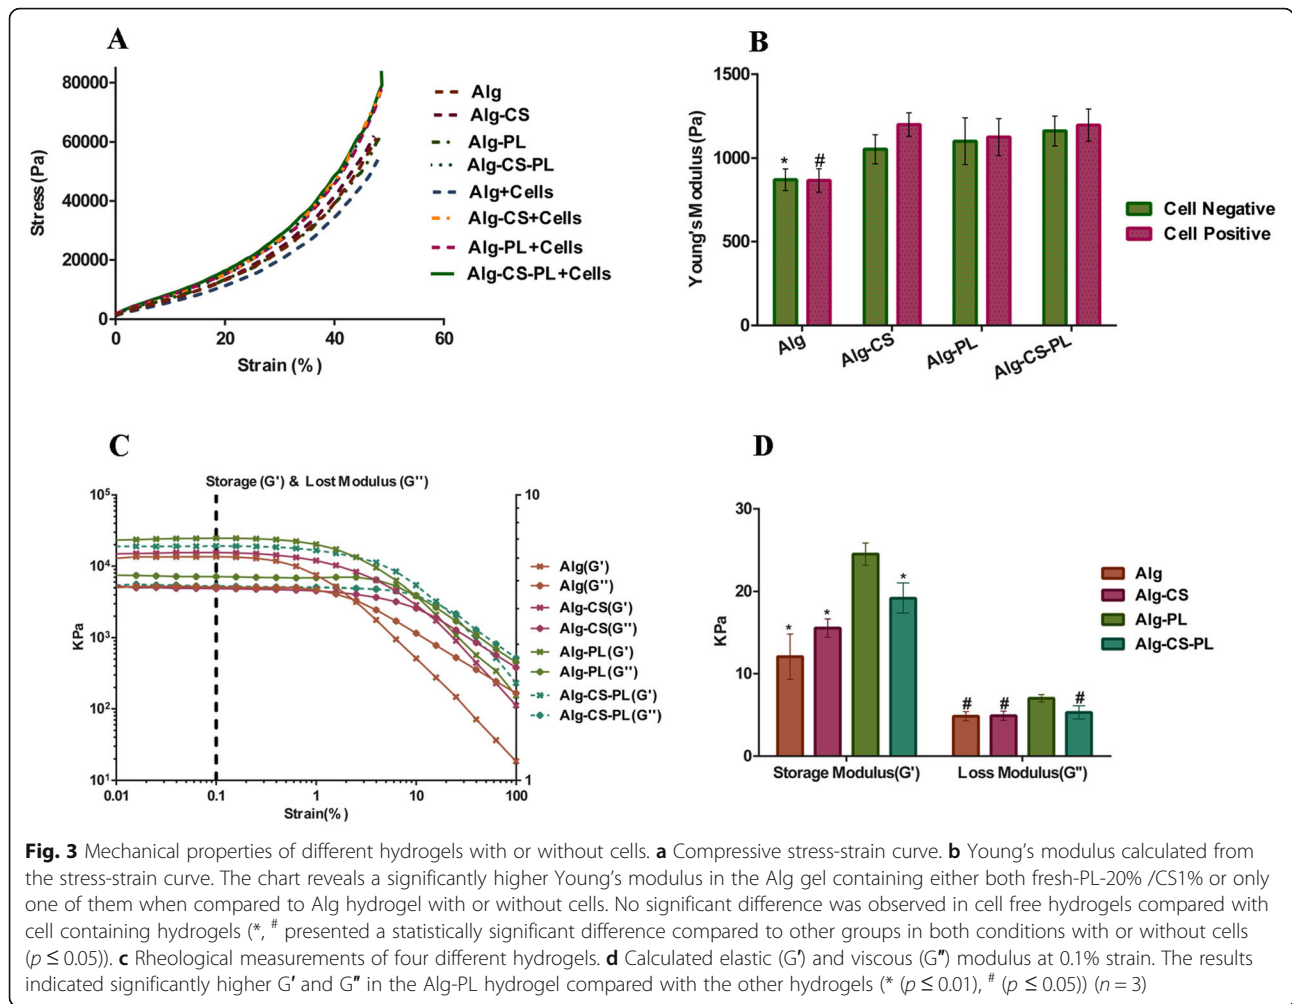 A
80000
60000
40000
20000
0
Stress (Pa)
0
20
40
60
Strain (%)
Alg
Alg-CS
Alg-PL
Alg-CS-PL
Alg+Cells
Alg-CS+Cells
Alg-PL+Cells
Alg-CS-PL+Cells
B
1500
1000
500
0
Young's Modulus (Pa)
*
#
Alg
Alg-CS
Alg-PL
Alg-CS-PL
Cell Negative
Cell Positive
C
Storage (G') & Lost Modulus (G'')
10⁵
10⁴
10³
10²
10¹
KPa
10
1
0.01
0.1
1
10
100
Strain(%)
Alg(G')
Alg(G'')
Alg-CS(G')
Alg-CS(G'')
Alg-PL(G')
Alg-PL(G'')
Alg-CS-PL(G')
Alg-CS-PL(G'')
D
30
20
10
0
KPa
*
*
*
#
#
#
Storage Modulus(G')
Loss Modulus(G'')
Alg
Alg-CS
Alg-PL
Alg-CS-PL
Fig. 3 Mechanical properties of different hydrogels with or without cells. a Compressive stress-strain curve. b Young's modulus calculated from
the stress-strain curve. The chart reveals a significantly higher Young's modulus in the Alg gel containing either both fresh-PL-20% /CS1% or only
one of them when compared to Alg hydrogel with or without cells. No significant difference was observed in cell free hydrogels compared with
cell containing hydrogels (*, # presented a statistically significant difference compared to other groups in both conditions with or without cells
(p ≤ 0.05)). c Rheological measurements of four different hydrogels. d Calculated elastic (G′) and viscous (G″) modulus at 0.1% strain. The results
indicated significantly higher G′ and G″ in the Alg-PL hydrogel compared with the other hydrogels (* (p ≤ 0.01), # (p ≤ 0.05)) (n = 3)